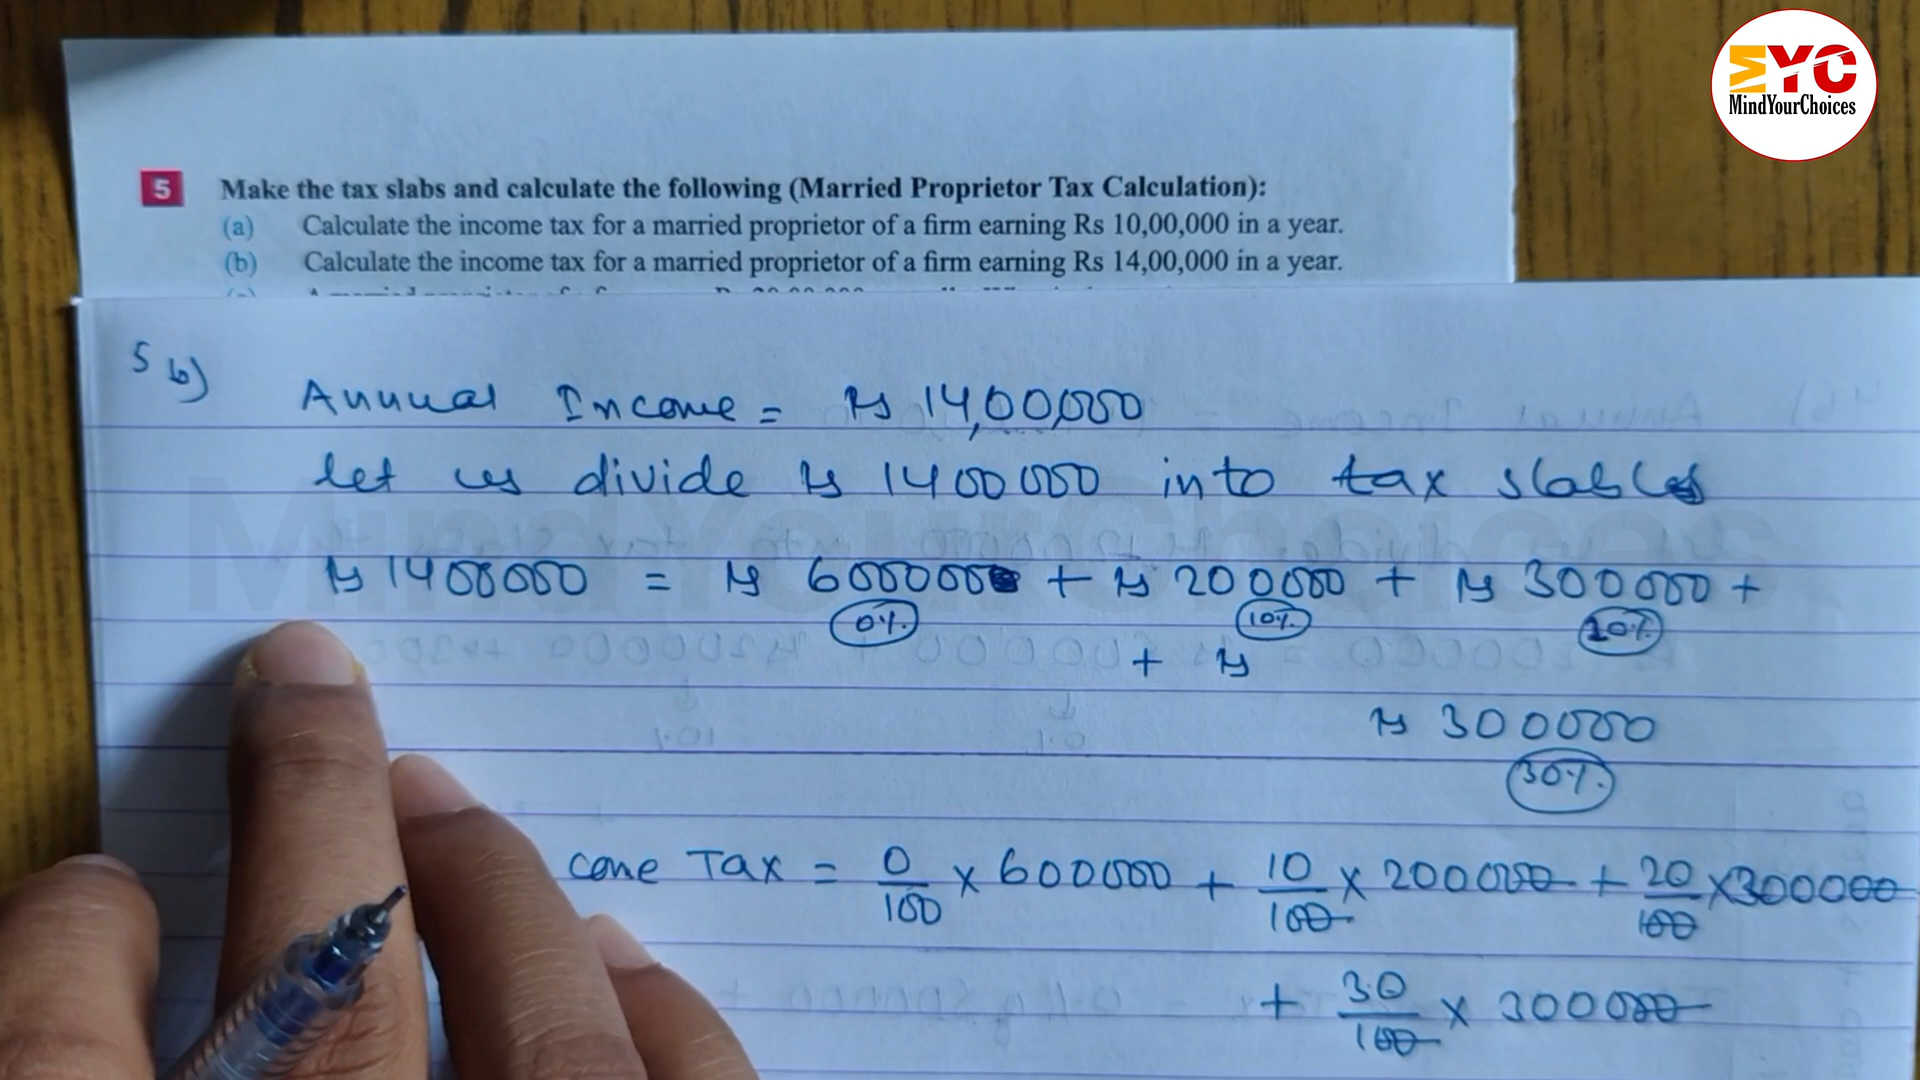 MYC
MindYourChoices
5 Make the tax slabs and calculate the following (Married Proprietor Tax Calculation):
(a) Calculate the income tax for a married proprietor of a firm earning Rs 10,00,000 in a year.
(b) Calculate the income tax for a married proprietor of a firm earning Rs 14,00,000 in a year.
5 b) Annual Income = Rs 14,00,000
let us divide Rs 1400000 into tax slabs
MindYourChoices
Rs 1400000 = Rs 600000 + Rs 200000 + Rs 300000 +
0% 10% 20%
+ Rs
Rs 300000
30%
come Tax = 0/100 × 600000 + 10/100 × 200000 + 20/100 × 300000
+ 30/100 × 300000